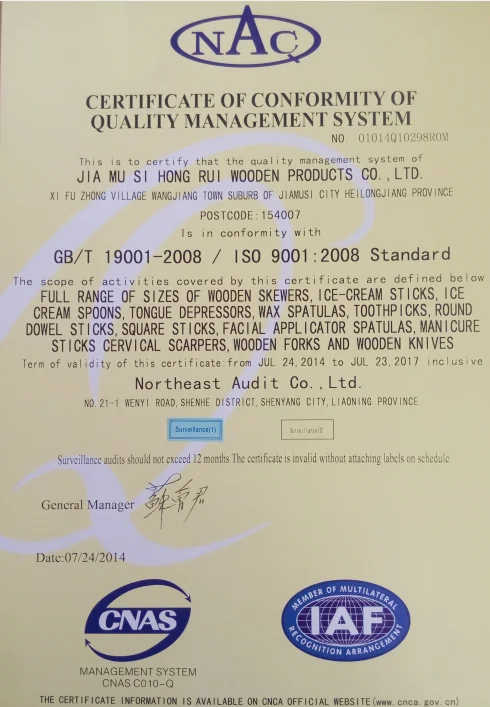 NAC
CERTIFICATE OF CONFORMITY OF
QUALITY MANAGEMENT SYSTEM
NO. 01014Q10298R0M
This is to certify that the quality management system of
JIA MU SI HONG RUI WOODEN PRODUCTS CO.,LTD.
XI FU ZHONG VILLAGE WANGJIANG TOWN SUBURB OF JIAMUSI CITY HEILONGJIANG PROVINCE
POSTCODE:154007
Is in conformity with
GB/T 19001-2008 / ISO 9001:2008 Standard
The scope of activities covered by this certificate are defined below
FULL RANGE OF SIZES OF WOODEN SKEWERS, ICE-CREAM STICKS, ICE
CREAM SPOONS, TONGUE DEPRESSORS, WAX SPATULAS, TOOTHPICKS, ROUND
DOWEL STICKS, SQUARE STICKS, FACIAL APPLICATOR SPATULAS, MANICURE
STICKS CERVICAL SCARPERS, WOODEN FORKS AND WOODEN KNIVES
Term of validity of this certificate:from JUL 24,2014 to JUL 23,2017 inclusive
Northeast Audit Co.,Ltd.
NO. 21-1 WENYI ROAD, SHENHE DISTRICT, SHENYANG CITY, LIAONING PROVINCE
Surveillance(1)
Surveillance(
Surveillance audits should not exceed 12 months The certificate is invalid without attaching labels on schedule
General Manager 蘇育君
Date:07/24/2014
CNAS
MEMBER OF MULTILATERAL
IAF
RECOGNITION ARRANGEMENT
MANAGEMENT SYSTEM
CNAS C010-Q
THE CERTIFICATE INFORMATION IS AVAILABLE ON CNCA OFFICIAL WEBSITE(www.cnca.gov.cn)